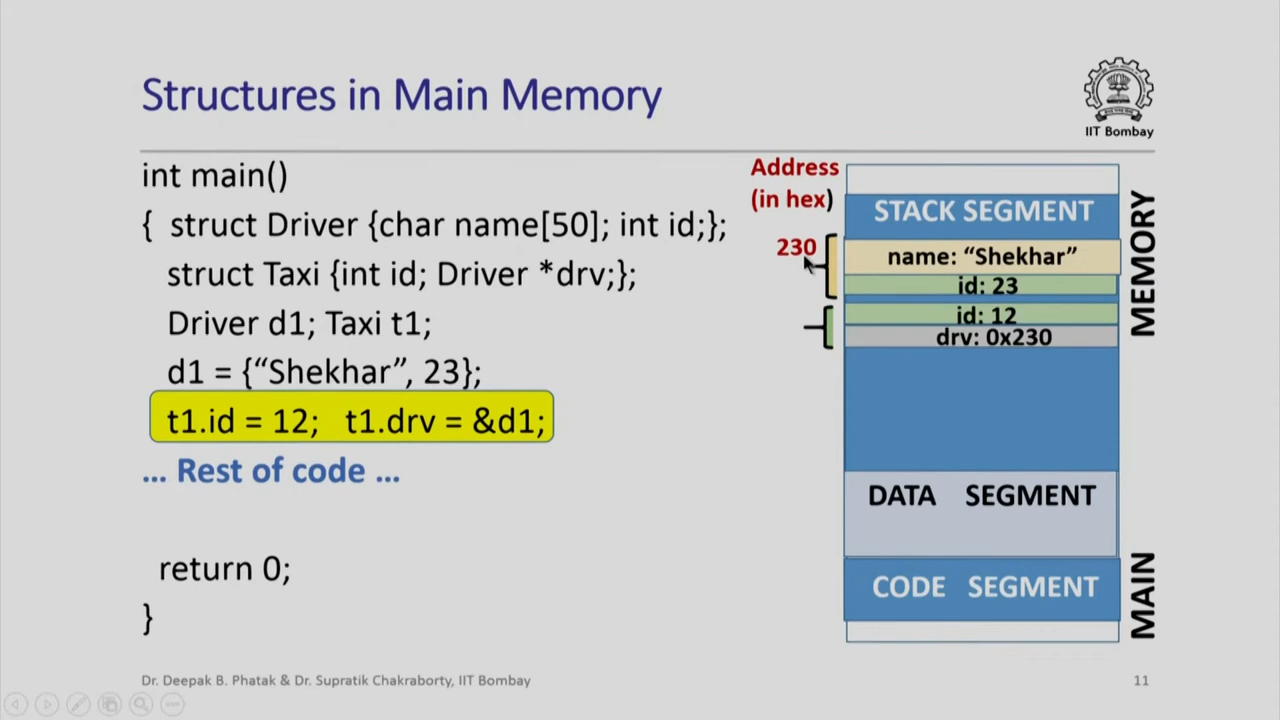 Structures in Main Memory
IIT Bombay
int main()
{ struct Driver {char name[50]; int id;};
struct Taxi {int id; Driver *drv;};
Driver d1; Taxi t1;
d1 = {“Shekhar”, 23};
t1.id = 12; t1.drv = &d1;
... Rest of code ...
return 0;
}
Address
(in hex)
230
STACK SEGMENT
name: “Shekhar”
id: 23
id: 12
drv: 0x230
DATA SEGMENT
CODE SEGMENT
MAIN MEMORY
Dr. Deepak B. Phatak & Dr. Supratik Chakraborty, IIT Bombay
11